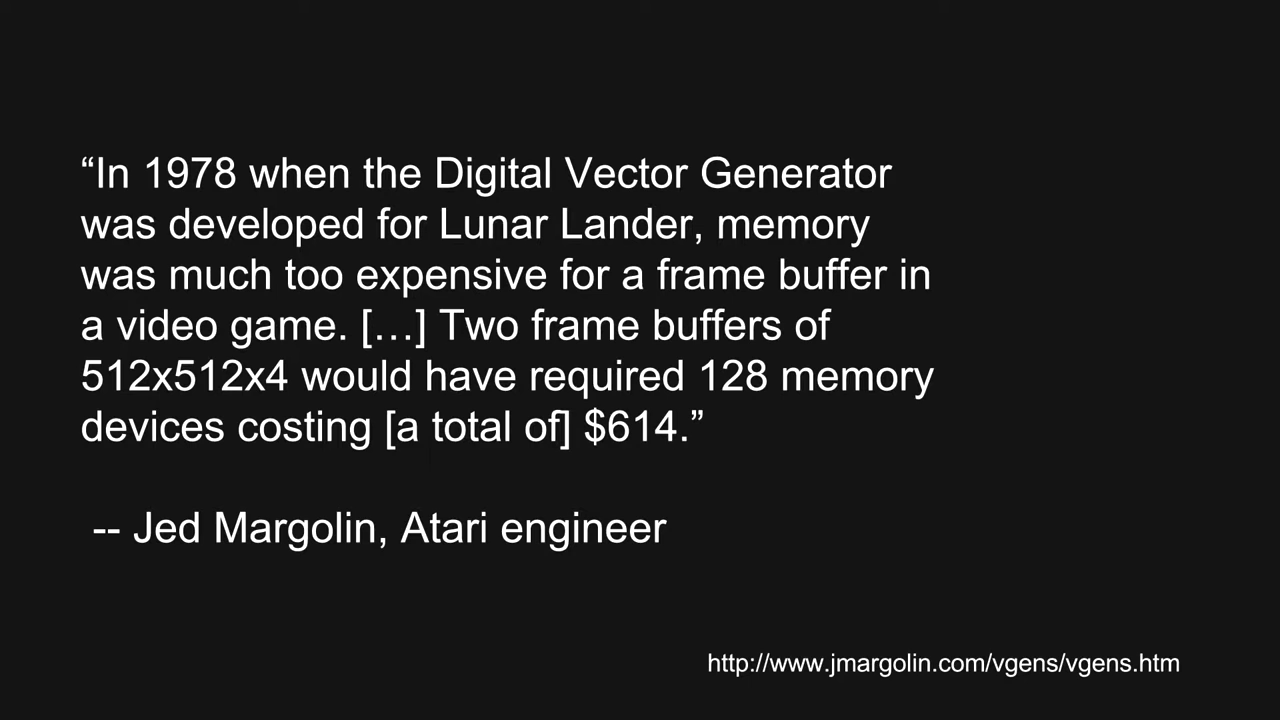 “In 1978 when the Digital Vector Generator
was developed for Lunar Lander, memory
was much too expensive for a frame buffer in
a video game. […] Two frame buffers of
512x512x4 would have required 128 memory
devices costing [a total of] $614.”
-- Jed Margolin, Atari engineer
http://www.jmargolin.com/vgens/vgens.htm